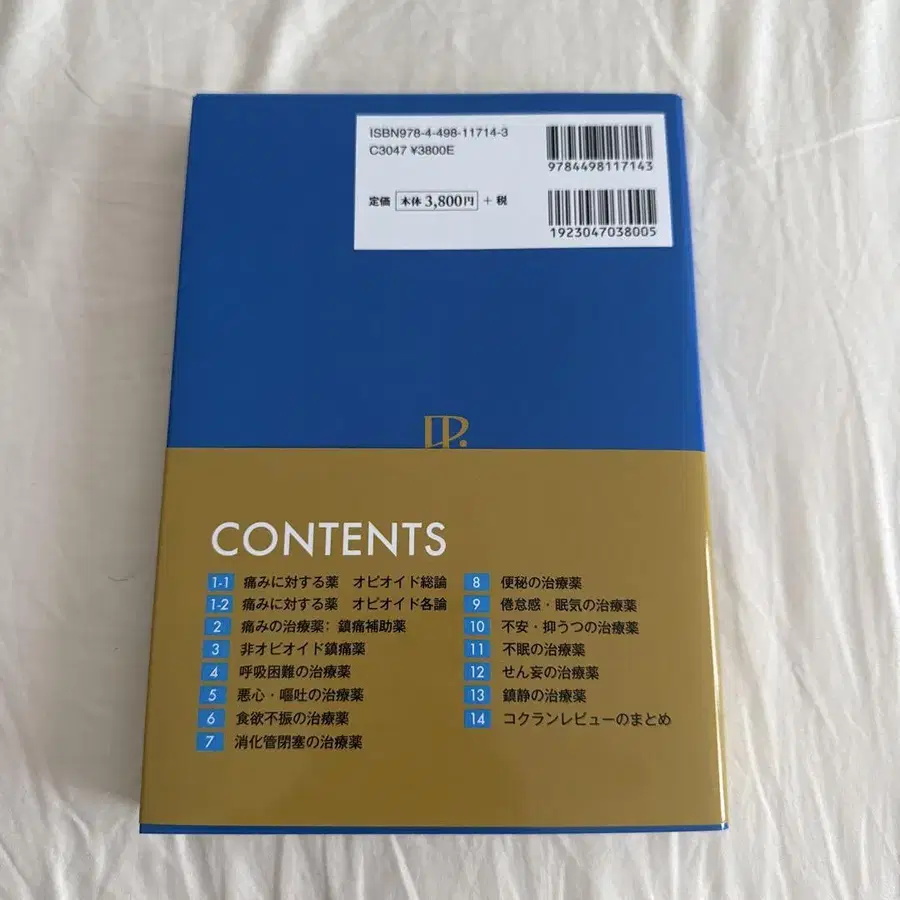 ISBN978-4-498-11714-3
C3047 ¥3800E
9784498117143
定価 本体 3,800円 + 税
1923047038005
CONTENTS
1-1 痛みに対する薬 オピオイド総論
1-2 痛みに対する薬 オピオイド各論
2 痛みの治療薬: 鎮痛補助薬
3 非オピオイド鎮痛薬
4 呼吸困難の治療薬
5 悪心・嘔吐の治療薬
6 食欲不振の治療薬
7 消化管閉塞の治療薬
8 便秘の治療薬
9 倦怠感・眠気の治療薬
10 不安・抑うつの治療薬
11 不眠の治療薬
12 せん妄の治療薬
13 鎮静の治療薬
14 コクランレビューのまとめ